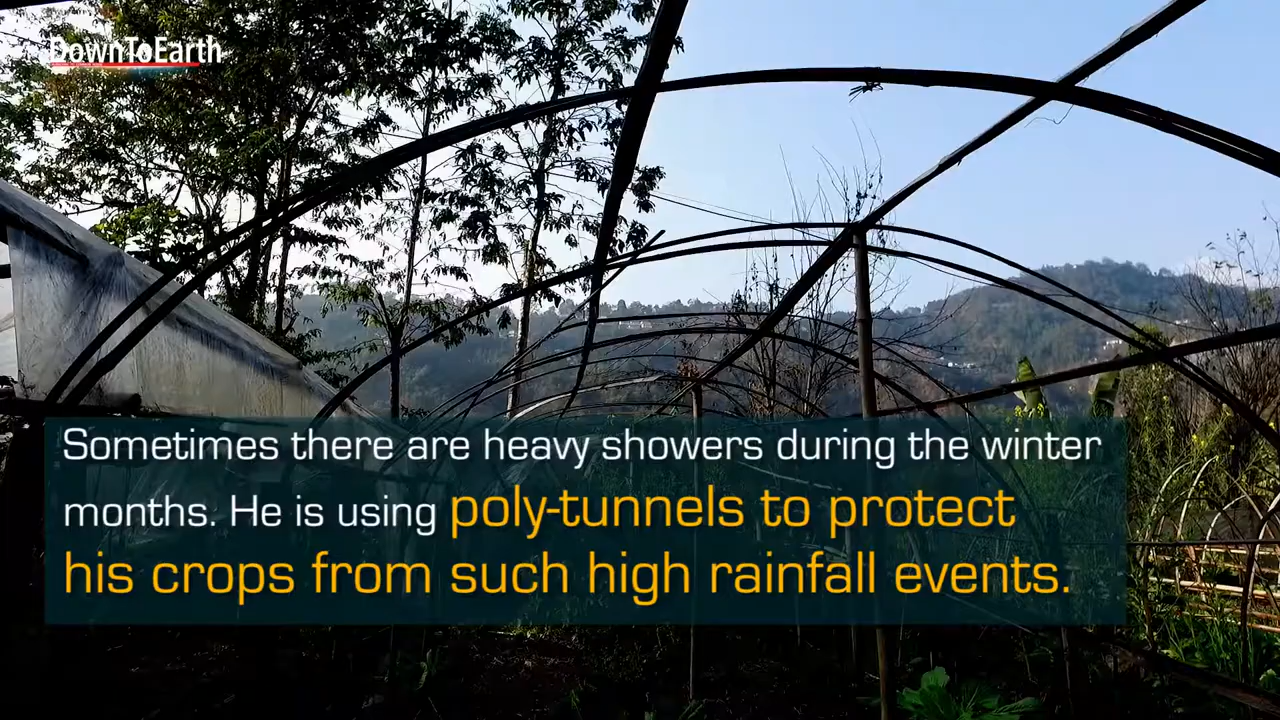 DownToEarth
Sometimes there are heavy showers during the winter
months. He is using poly-tunnels to protect
his crops from such high rainfall events.